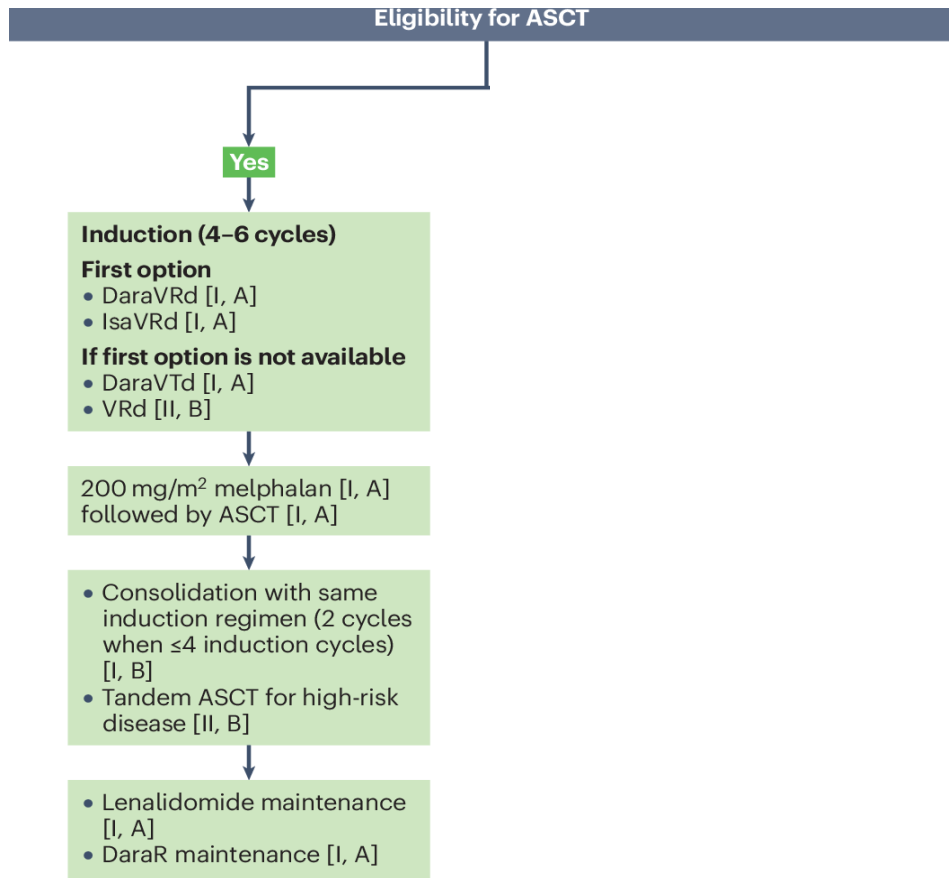 Eligibility for ASCT
Yes
Induction (4–6 cycles)
First option
• DaraVRd [I, A]
• IsaVRd [I, A]
If first option is not available
• DaraVTd [I, A]
• VRd [II, B]
200 mg/m² melphalan [I, A]
followed by ASCT [I, A]
• Consolidation with same
induction regimen (2 cycles
when ≤4 induction cycles)
[I, B]
• Tandem ASCT for high-risk
disease [II, B]
• Lenalidomide maintenance
[I, A]
• DaraR maintenance [I, A]